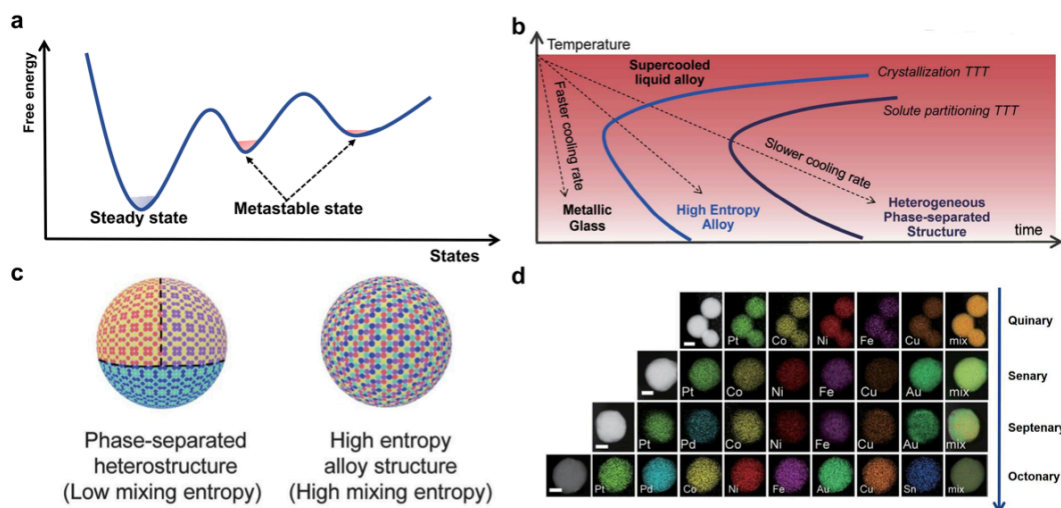 a
Free energy
Steady state
Metastable state
States
b
Temperature
Supercooled
liquid alloy
Crystallization TTT
Solute partitioning TTT
Faster cooling rate
Slower cooling rate
Metallic
Glass
High Entropy
Alloy
Heterogeneous
Phase-separated
Structure
time
c
Phase-separated
heterostructure
(Low mixing entropy)
High entropy
alloy structure
(High mixing entropy)
d
Pt Co Ni Fe Cu mix
Quinary
Pt Co Ni Fe Cu Au mix
Senary
Pt Pd Co Ni Fe Cu Au mix
Septenary
Pt Pd Co Ni Fe Au Cu Sn mix
Octonary